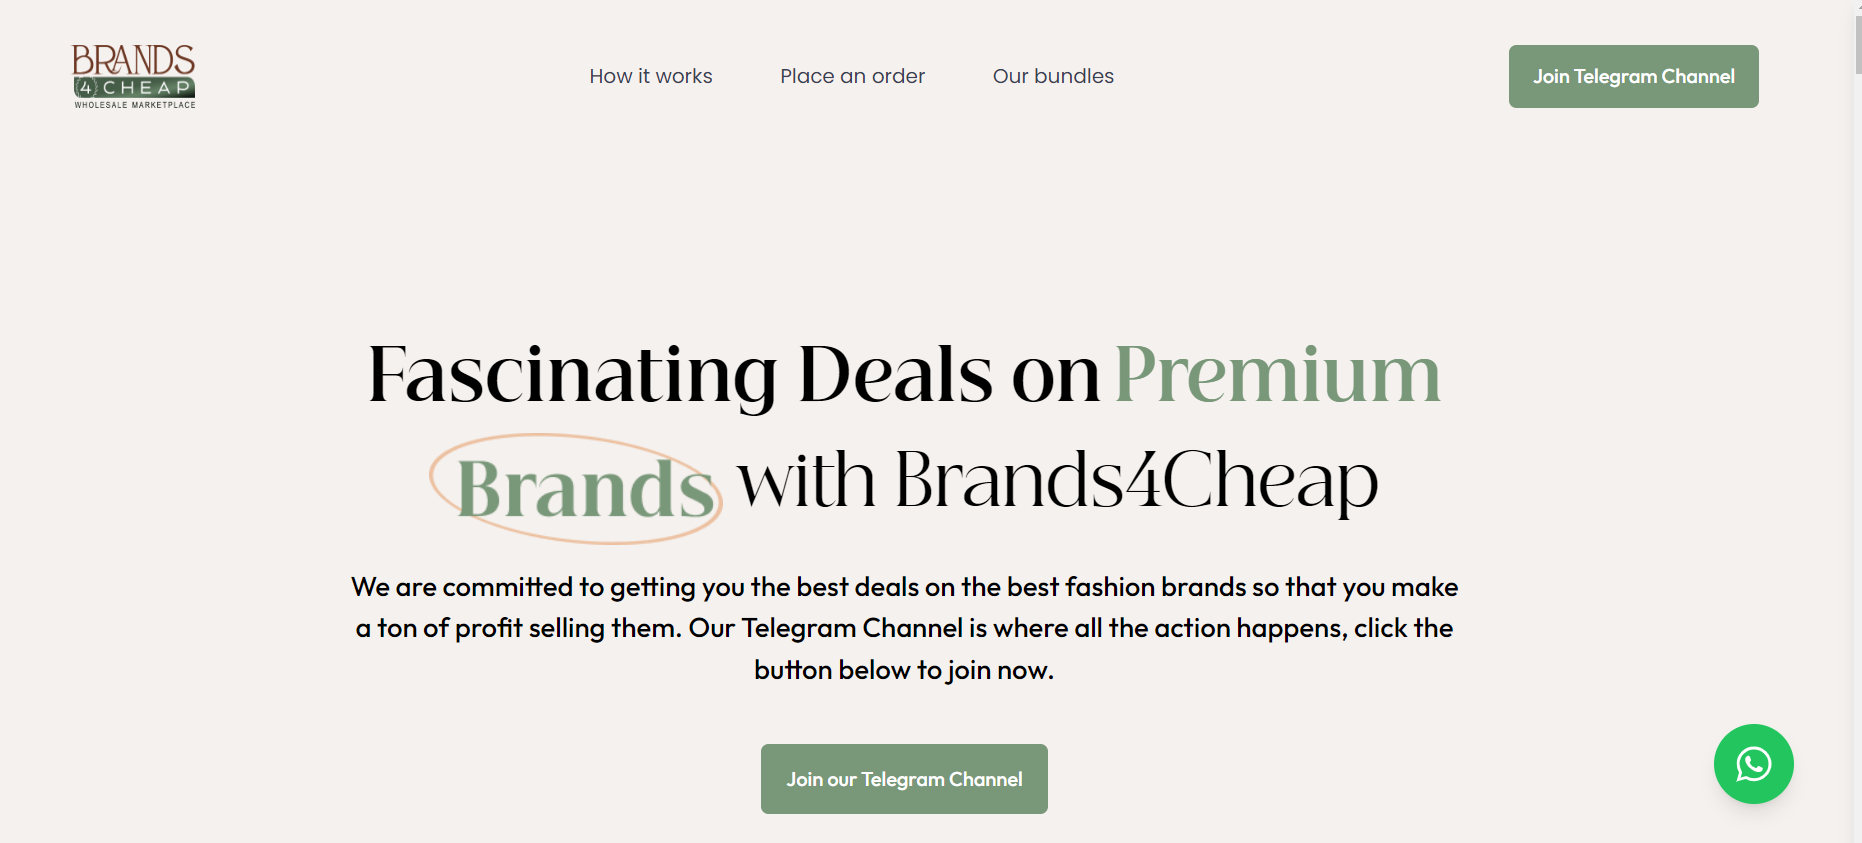 BRANDS
4 CHEAP
WHOLESALE MARKETPLACE
How it works
Place an order
Our bundles
Join Telegram Channel
Fascinating Deals on Premium
Brands with Brands4Cheap
We are committed to getting you the best deals on the best fashion brands so that you make
a ton of profit selling them. Our Telegram Channel is where all the action happens, click the
button below to join now.
Join our Telegram Channel